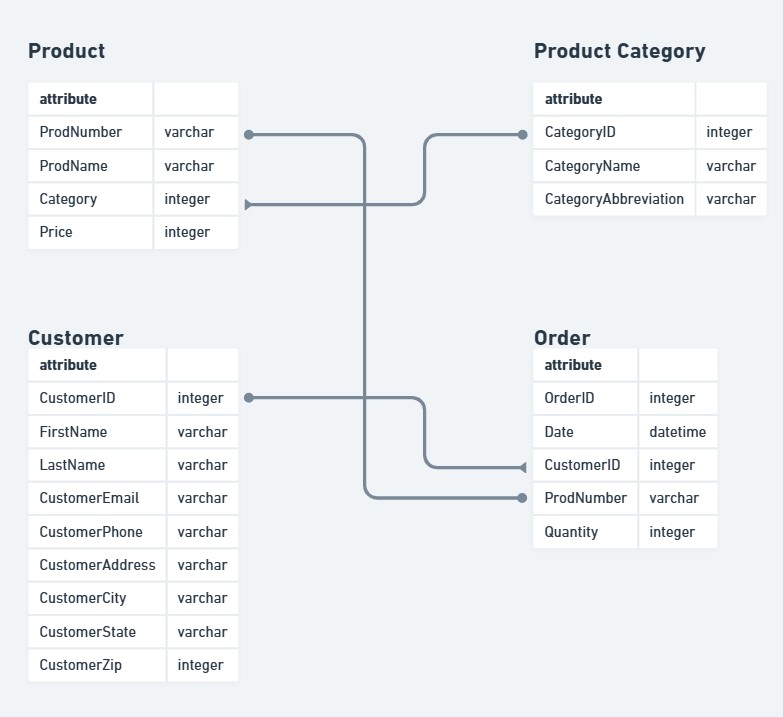 Product
attribute
ProdNumber varchar
ProdName varchar
Category integer
Price integer
Product Category
attribute
CategoryID integer
CategoryName varchar
CategoryAbbreviation varchar
Customer
attribute
CustomerID integer
FirstName varchar
LastName varchar
CustomerEmail varchar
CustomerPhone varchar
CustomerAddress varchar
CustomerCity varchar
CustomerState varchar
CustomerZip integer
Order
attribute
OrderID integer
Date datetime
CustomerID integer
ProdNumber varchar
Quantity integer